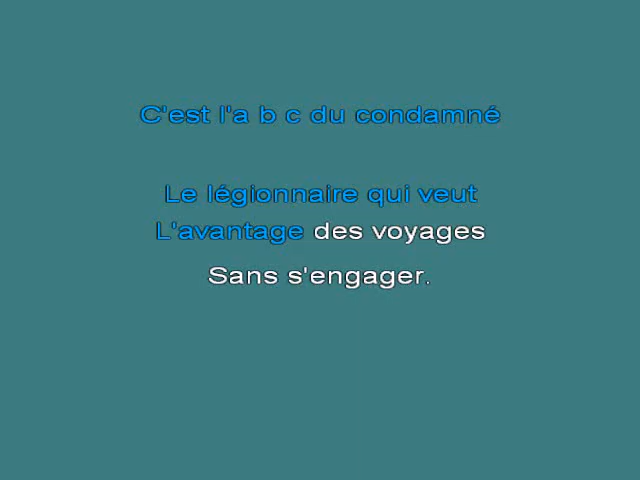 C'est l'a b c du condamné
Le légionnaire qui veut
L'avantage des voyages
Sans s'engager.